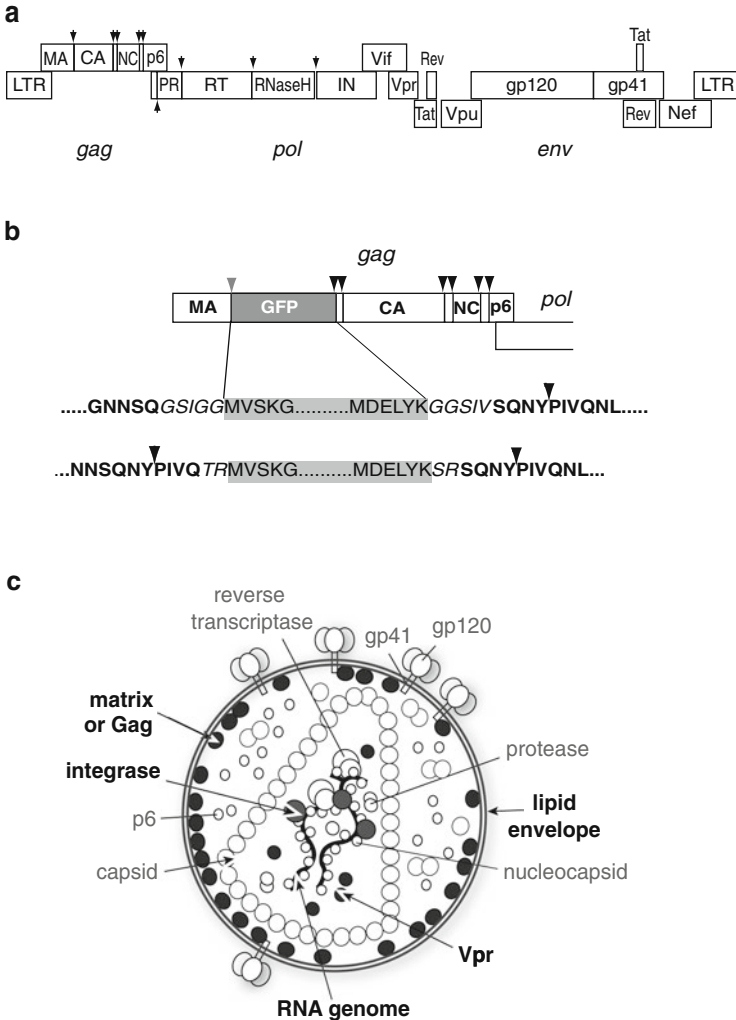 a
Tat
MA CA NC p6 Vif Rev
LTR PR RT RNaseH IN Vpr gp120 gp41 LTR
Tat Vpu Rev Nef
gag pol env
b
gag
MA GFP CA NC p6 pol
.....GNNSQGSIGGMVSKG..........MDELYKGGSIVSQNYPIVQNL.....
...NNSQNYPIVQTRMVSKG..........MDELYKSRSQNYPIVQNL...
c
reverse
transcriptase
gp41
gp120
matrix
or Gag
protease
integrase
lipid
envelope
p6
capsid
nucleocapsid
Vpr
RNA genome